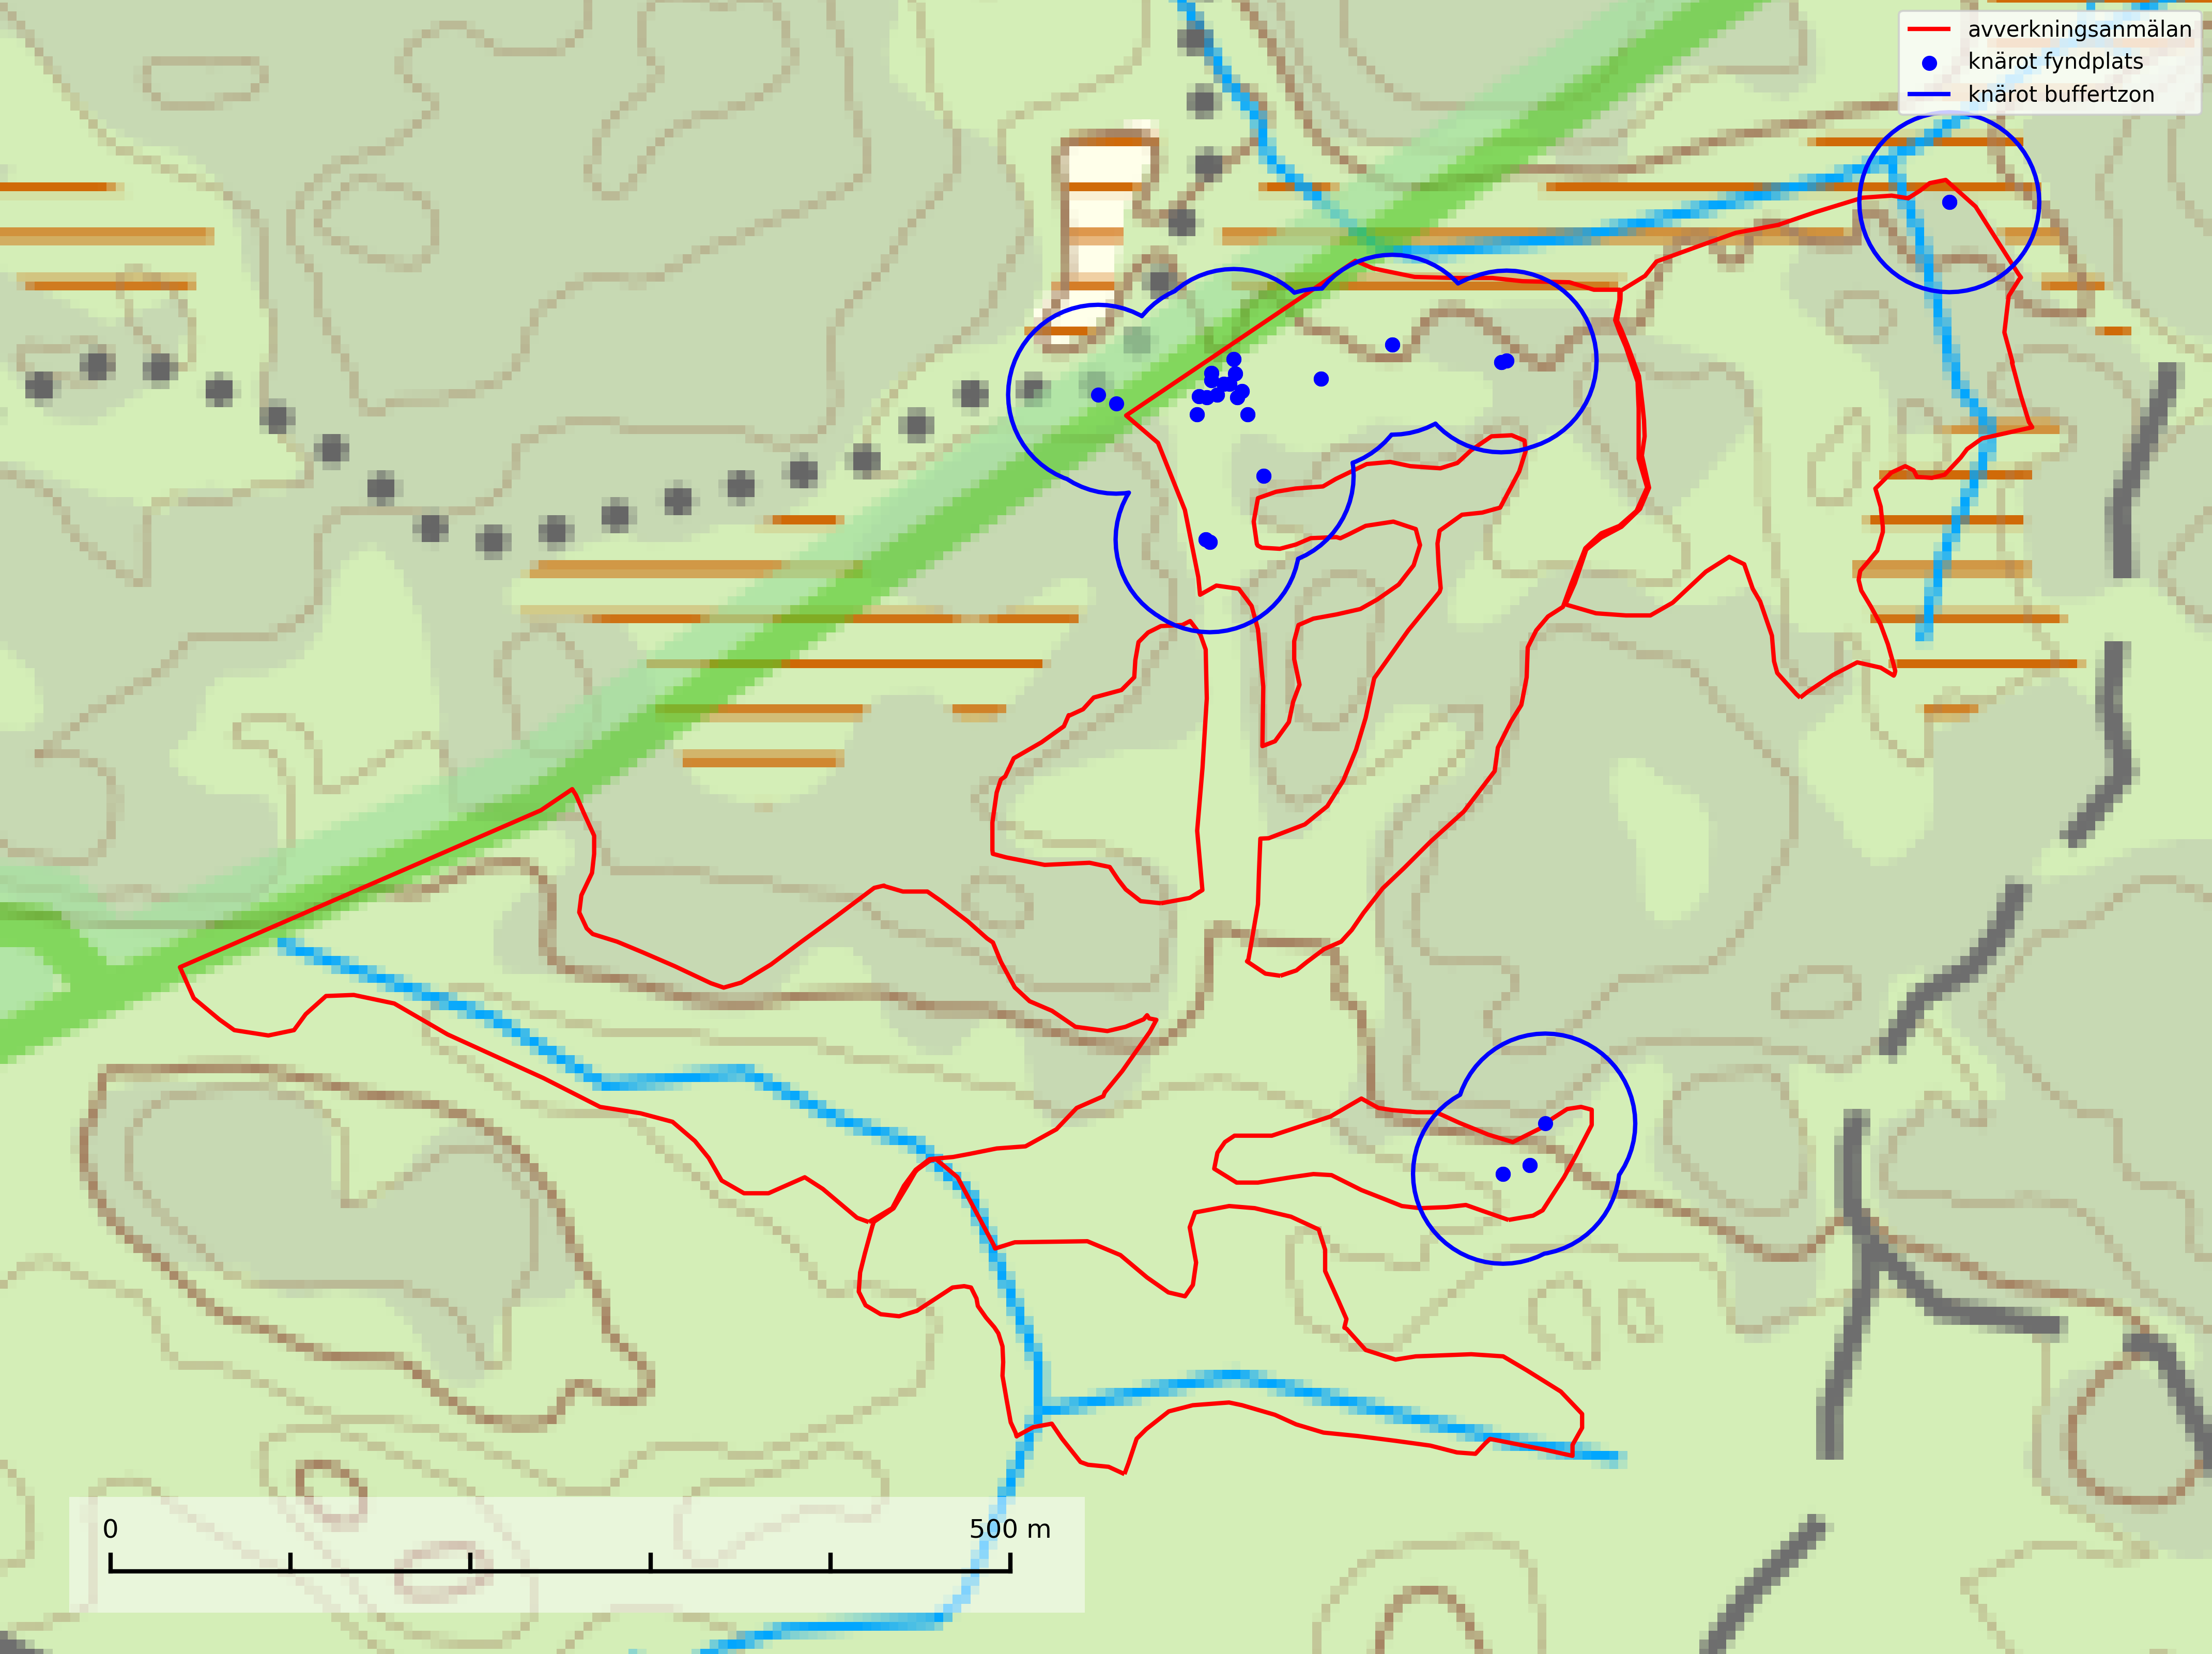 avverkningsanmälan
knärot fyndplats
knärot buffertzon
0 500 m